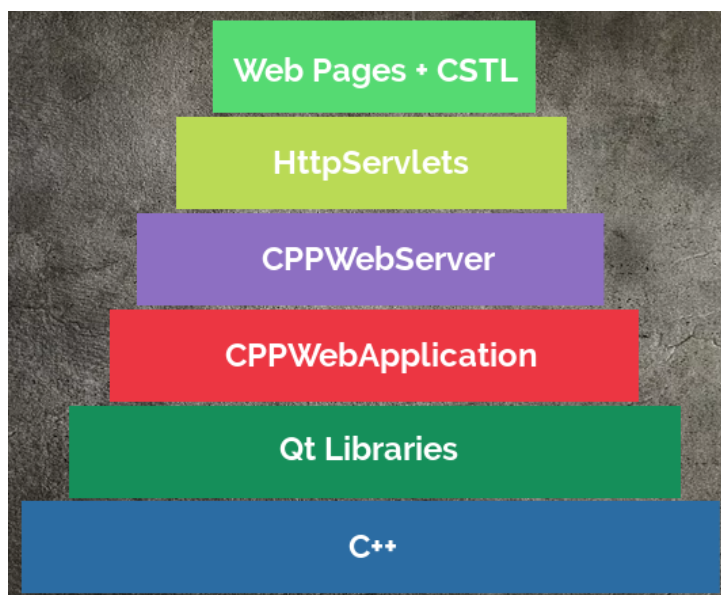 Web Pages + CSTL
HttpServlets
CPPWebServer
CPPWebApplication
Qt Libraries
C++